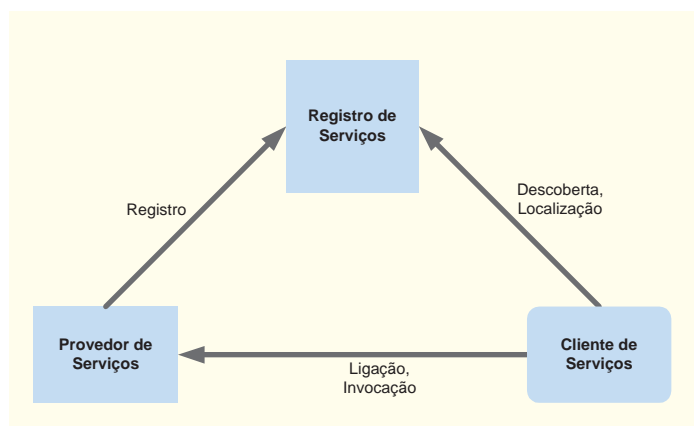 Registro de
Serviços
Registro
Descoberta,
Localização
Provedor de
Serviços
Ligação,
Invocação
Cliente de
Serviços